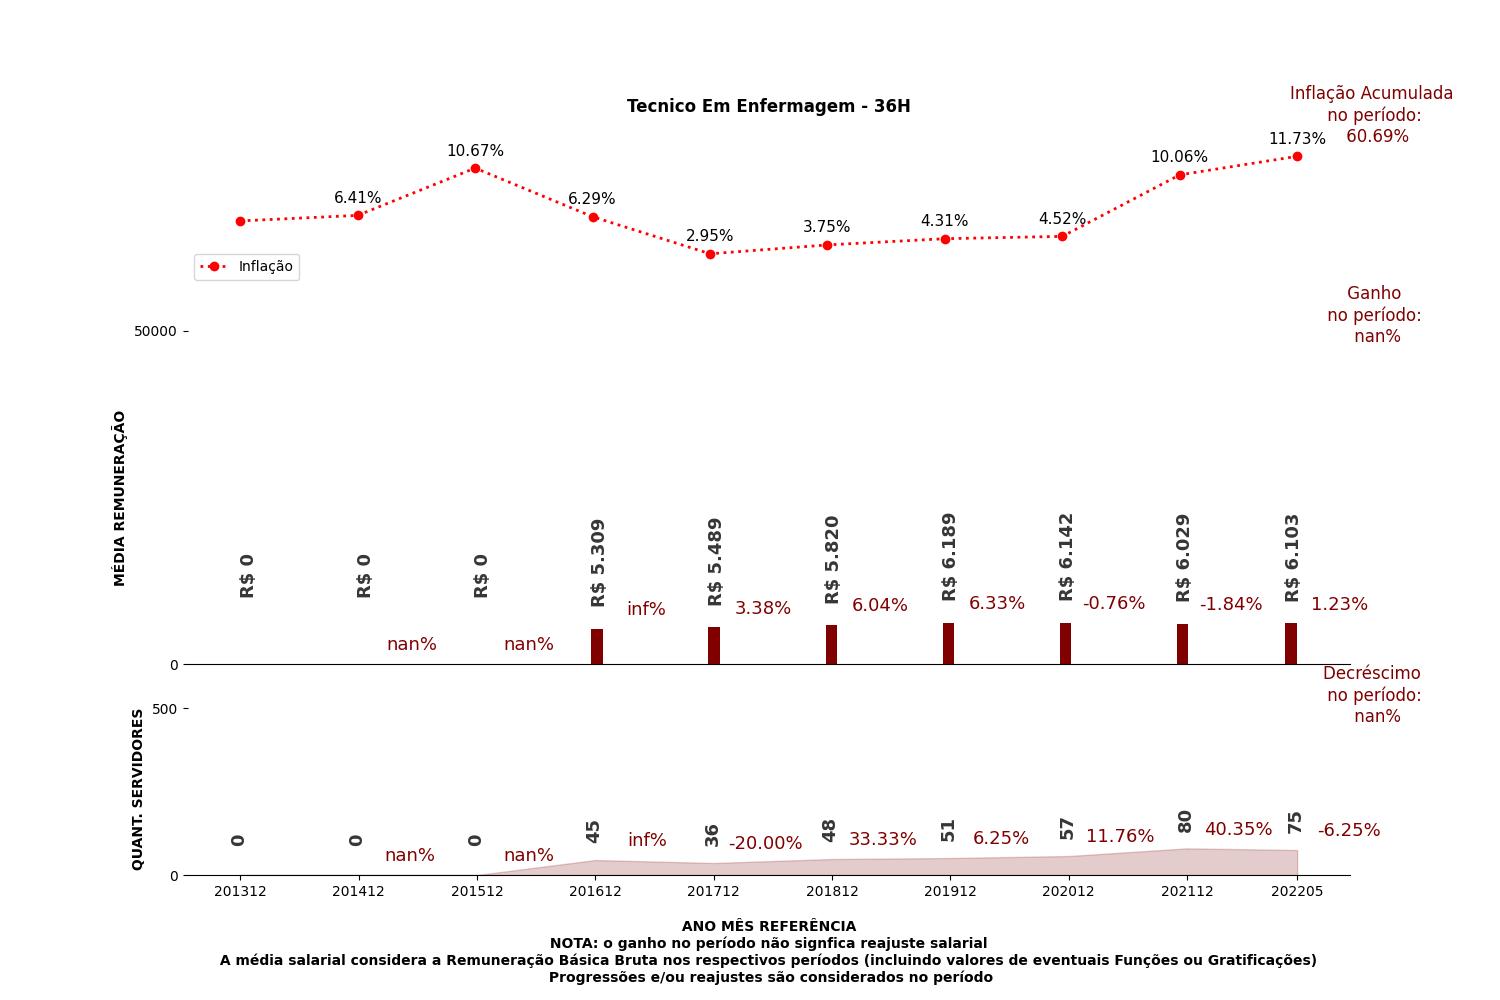 Tecnico Em Enfermagem - 36H
Inflação Acumulada
no período:
60.69%
6.41%
10.67%
6.29%
2.95%
3.75%
4.31%
4.52%
10.06%
11.73%
Inflação
Ganho
no período:
nan%
50000
0
MÉDIA REMUNERAÇÃO
R$ 0
R$ 0
R$ 0
R$ 5.309
R$ 5.489
R$ 5.820
R$ 6.189
R$ 6.142
R$ 6.029
R$ 6.103
nan%
nan%
inf%
3.38%
6.04%
6.33%
-0.76%
-1.84%
1.23%
Decréscimo
no período:
nan%
500
0
QUANT. SERVIDORES
0
0
0
45
36
48
51
57
80
75
nan%
nan%
inf%
-20.00%
33.33%
6.25%
11.76%
40.35%
-6.25%
201312
201412
201512
201612
201712
201812
201912
202012
202112
202205
ANO MÊS REFERÊNCIA
NOTA: o ganho no período não signfica reajuste salarial
A média salarial considera a Remuneração Básica Bruta nos respectivos períodos (incluindo valores de eventuais Funções ou Gratificações)
Progressões e/ou reajustes são considerados no período